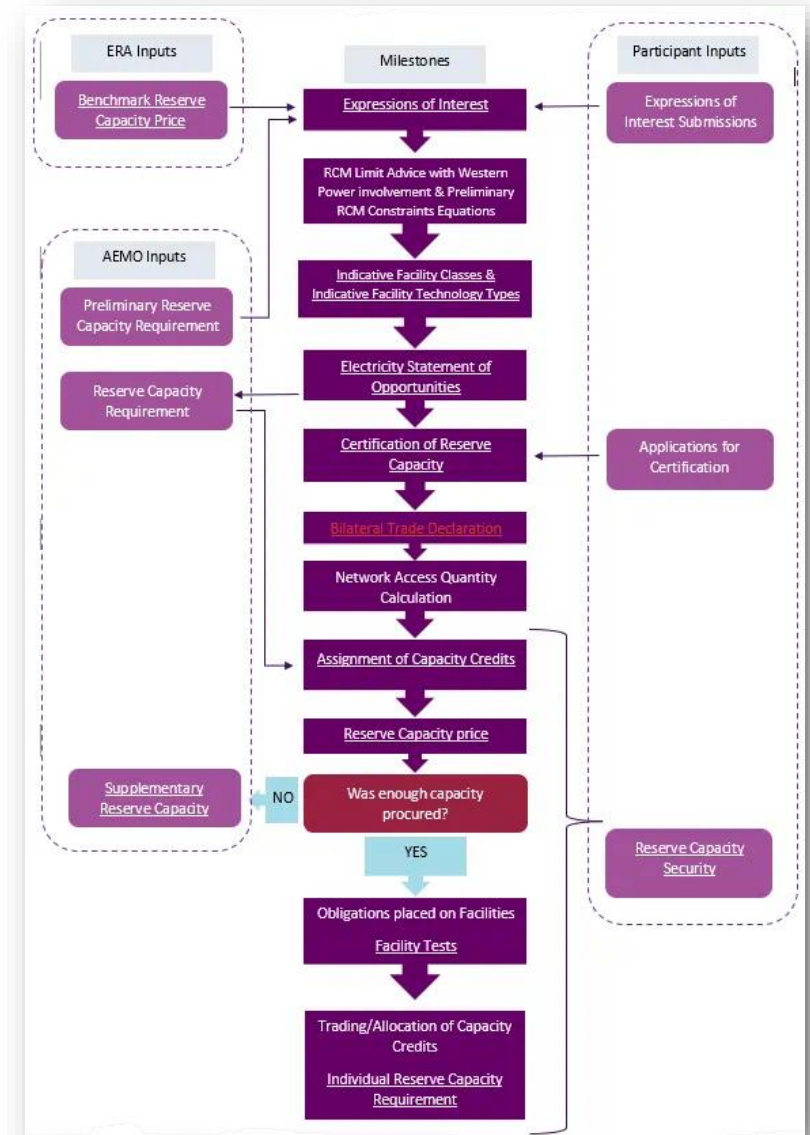 ERA Inputs
Milestones
Participant Inputs
Benchmark Reserve
Capacity Price
Expressions of Interest
Expressions of
Interest Submissions
RCM Limit Advice with Western
Power involvement & Preliminary
RCM Constraints Equations
AEMO Inputs
Indicative Facility Classes &
Indicative Facility Technology Types
Preliminary Reserve
Capacity Requirement
Electricity Statement of
Opportunities
Reserve Capacity
Requirement
Certification of Reserve
Capacity
Applications for
Certification
Bilateral Trade Declaration
Network Access Quantity
Calculation
Assignment of Capacity Credits
Reserve Capacity price
Supplementary
Reserve Capacity
NO
Was enough capacity
procured?
YES
Reserve Capacity
Security
Obligations placed on Facilities
Facility Tests
Trading/Allocation of Capacity
Credits
Individual Reserve Capacity
Requirement